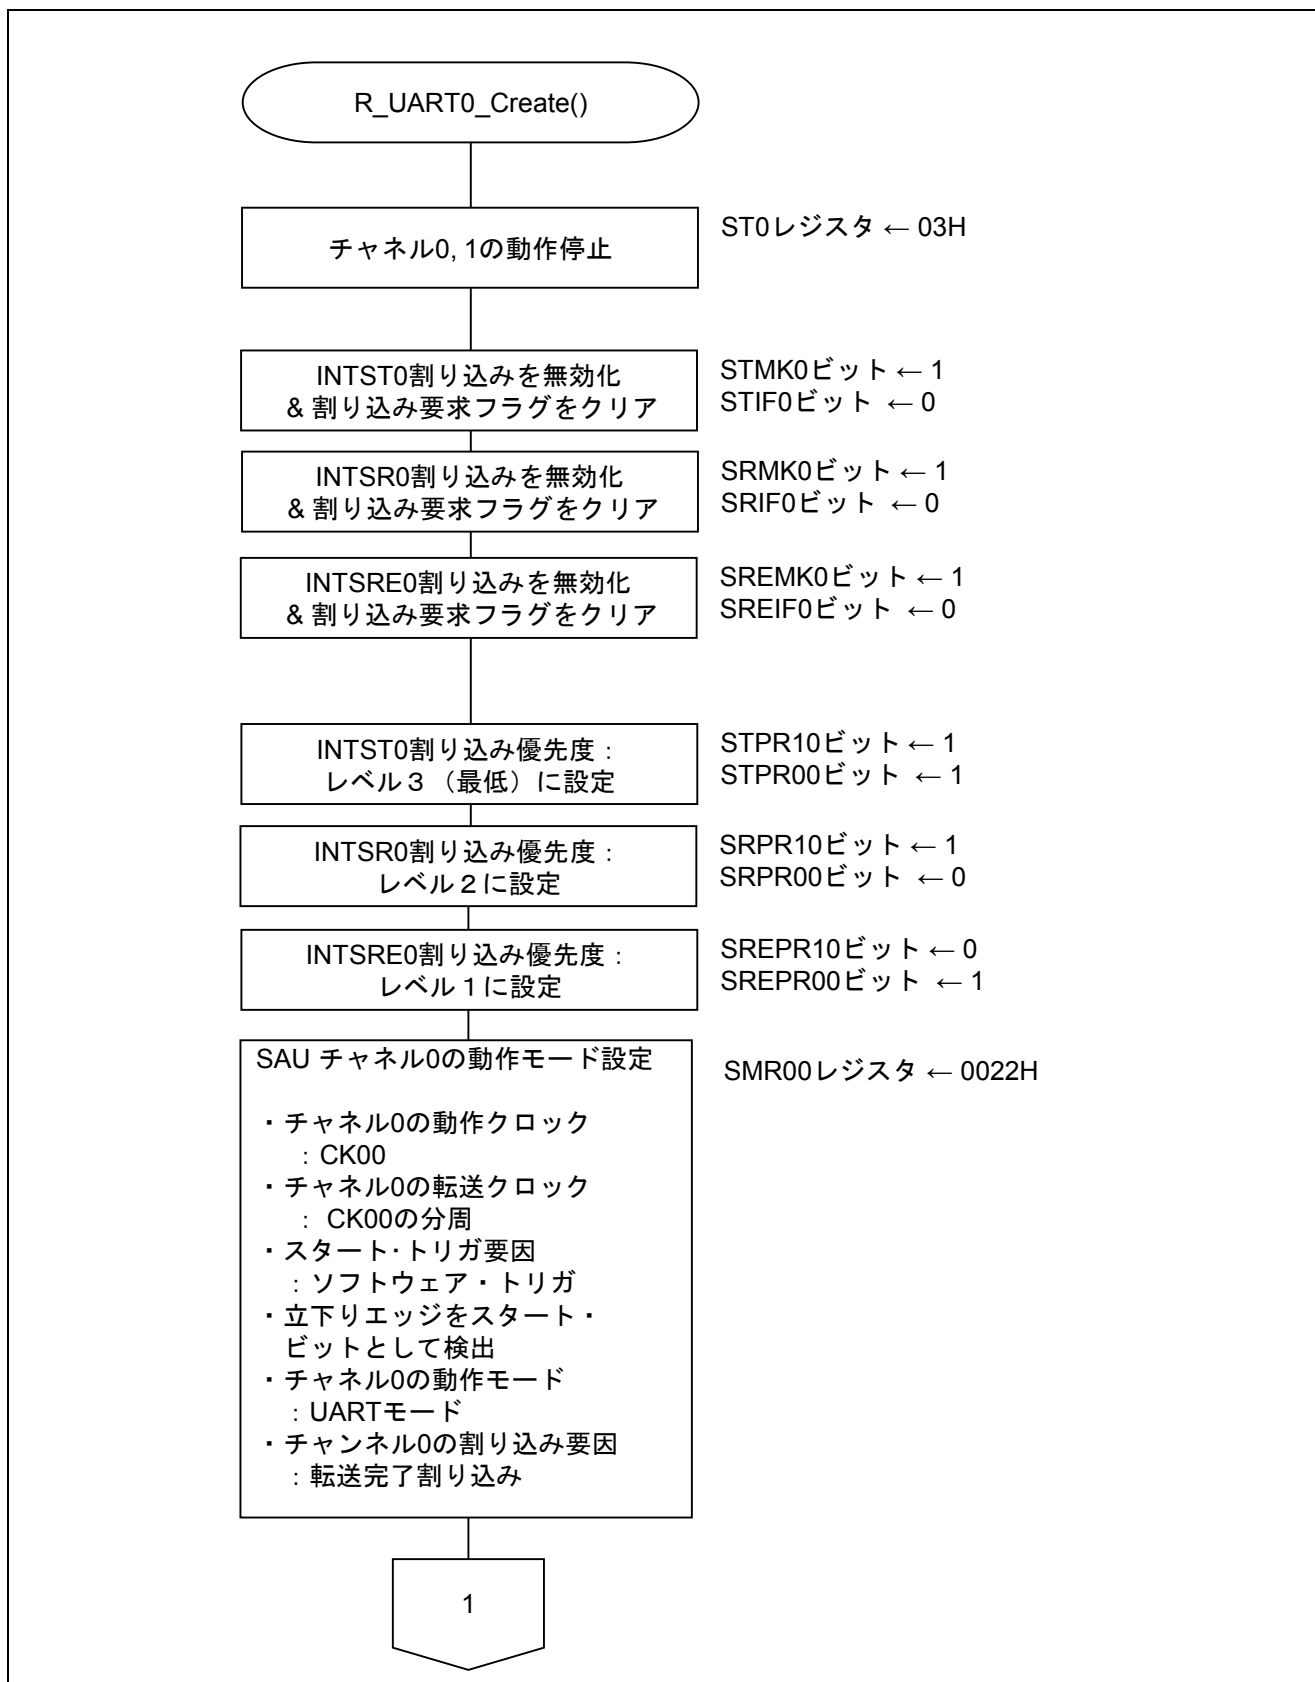 R_UART0_Create()
チャネル0, 1の動作停止
ST0レジスタ ← 03H
INTST0割り込みを無効化
& 割り込み要求フラグをクリア
STMK0ビット ← 1
STIF0ビット ← 0
INTSR0割り込みを無効化
& 割り込み要求フラグをクリア
SRMK0ビット ← 1
SRIF0ビット ← 0
INTSRE0割り込みを無効化
& 割り込み要求フラグをクリア
SREMK0ビット ← 1
SREIF0ビット ← 0
INTST0割り込み優先度：
レベル３（最低）に設定
STPR10ビット ← 1
STPR00ビット ← 1
INTSR0割り込み優先度：
レベル２に設定
SRPR10ビット ← 1
SRPR00ビット ← 0
INTSRE0割り込み優先度：
レベル１に設定
SREPR10ビット ← 0
SREPR00ビット ← 1
SAU チャネル0の動作モード設定
SMR00レジスタ ← 0022H
・チャネル0の動作クロック
：CK00
・チャネル0の転送クロック
： CK00の分周
・スタート・トリガ要因
：ソフトウェア・トリガ
・立下りエッジをスタート・
ビットとして検出
・チャネル0の動作モード
：UARTモード
・チャンネル0の割り込み要因
：転送完了割り込み
1